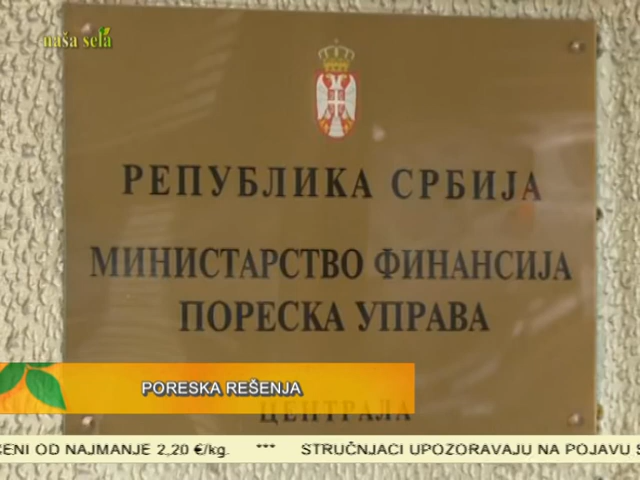 naša sela
РЕПУБЛИКА СРБИЈА
МИНИСТАРСТВО ФИНАНСИЈА
ПОРЕСКА УПРАВА
PORESKA REŠENJA
ЦЕНТРАЛА
ENI OD NAJMANJE 2,20 €/kg. *** STRUČNJACI UPOZORAVAJU NA POJAVU